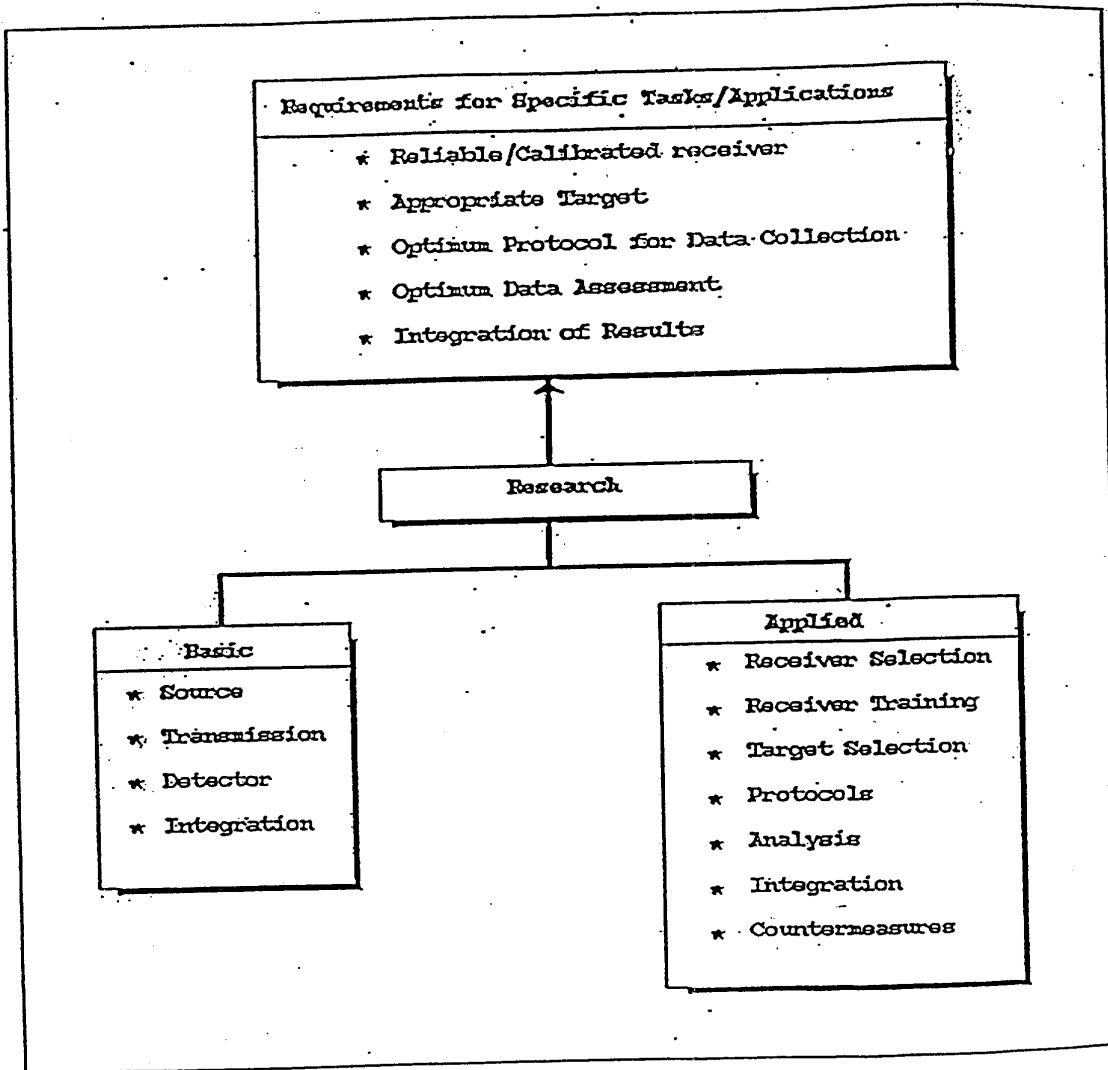 Requirements for Specific Tasks/Applications
* Reliable/Calibrated receiver
* Appropriate Target
* Optimum Protocol for Data Collection
* Optimum Data Assessment
* Integration of Results
Research
Basic
* Source
* Transmission
* Detector
* Integration
Applied
* Receiver Selection
* Receiver Training
* Target Selection
* Protocols
* Analysis
* Integration
* Countermeasures